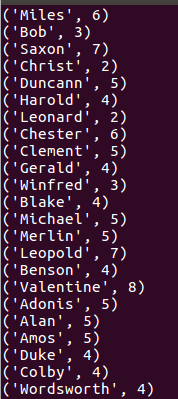 ('Miles', 6)
('Bob', 3)
('Saxon', 7)
('Christ', 2)
('Duncann', 5)
('Harold', 4)
('Leonard', 2)
('Chester', 6)
('Clement', 5)
('Gerald', 4)
('Winfred', 3)
('Blake', 4)
('Michael', 5)
('Merlin', 5)
('Leopold', 7)
('Benson', 4)
('Valentine', 8)
('Adonis', 5)
('Alan', 5)
('Amos', 5)
('Duke', 4)
('Colby', 4)
('Wordsworth', 4)